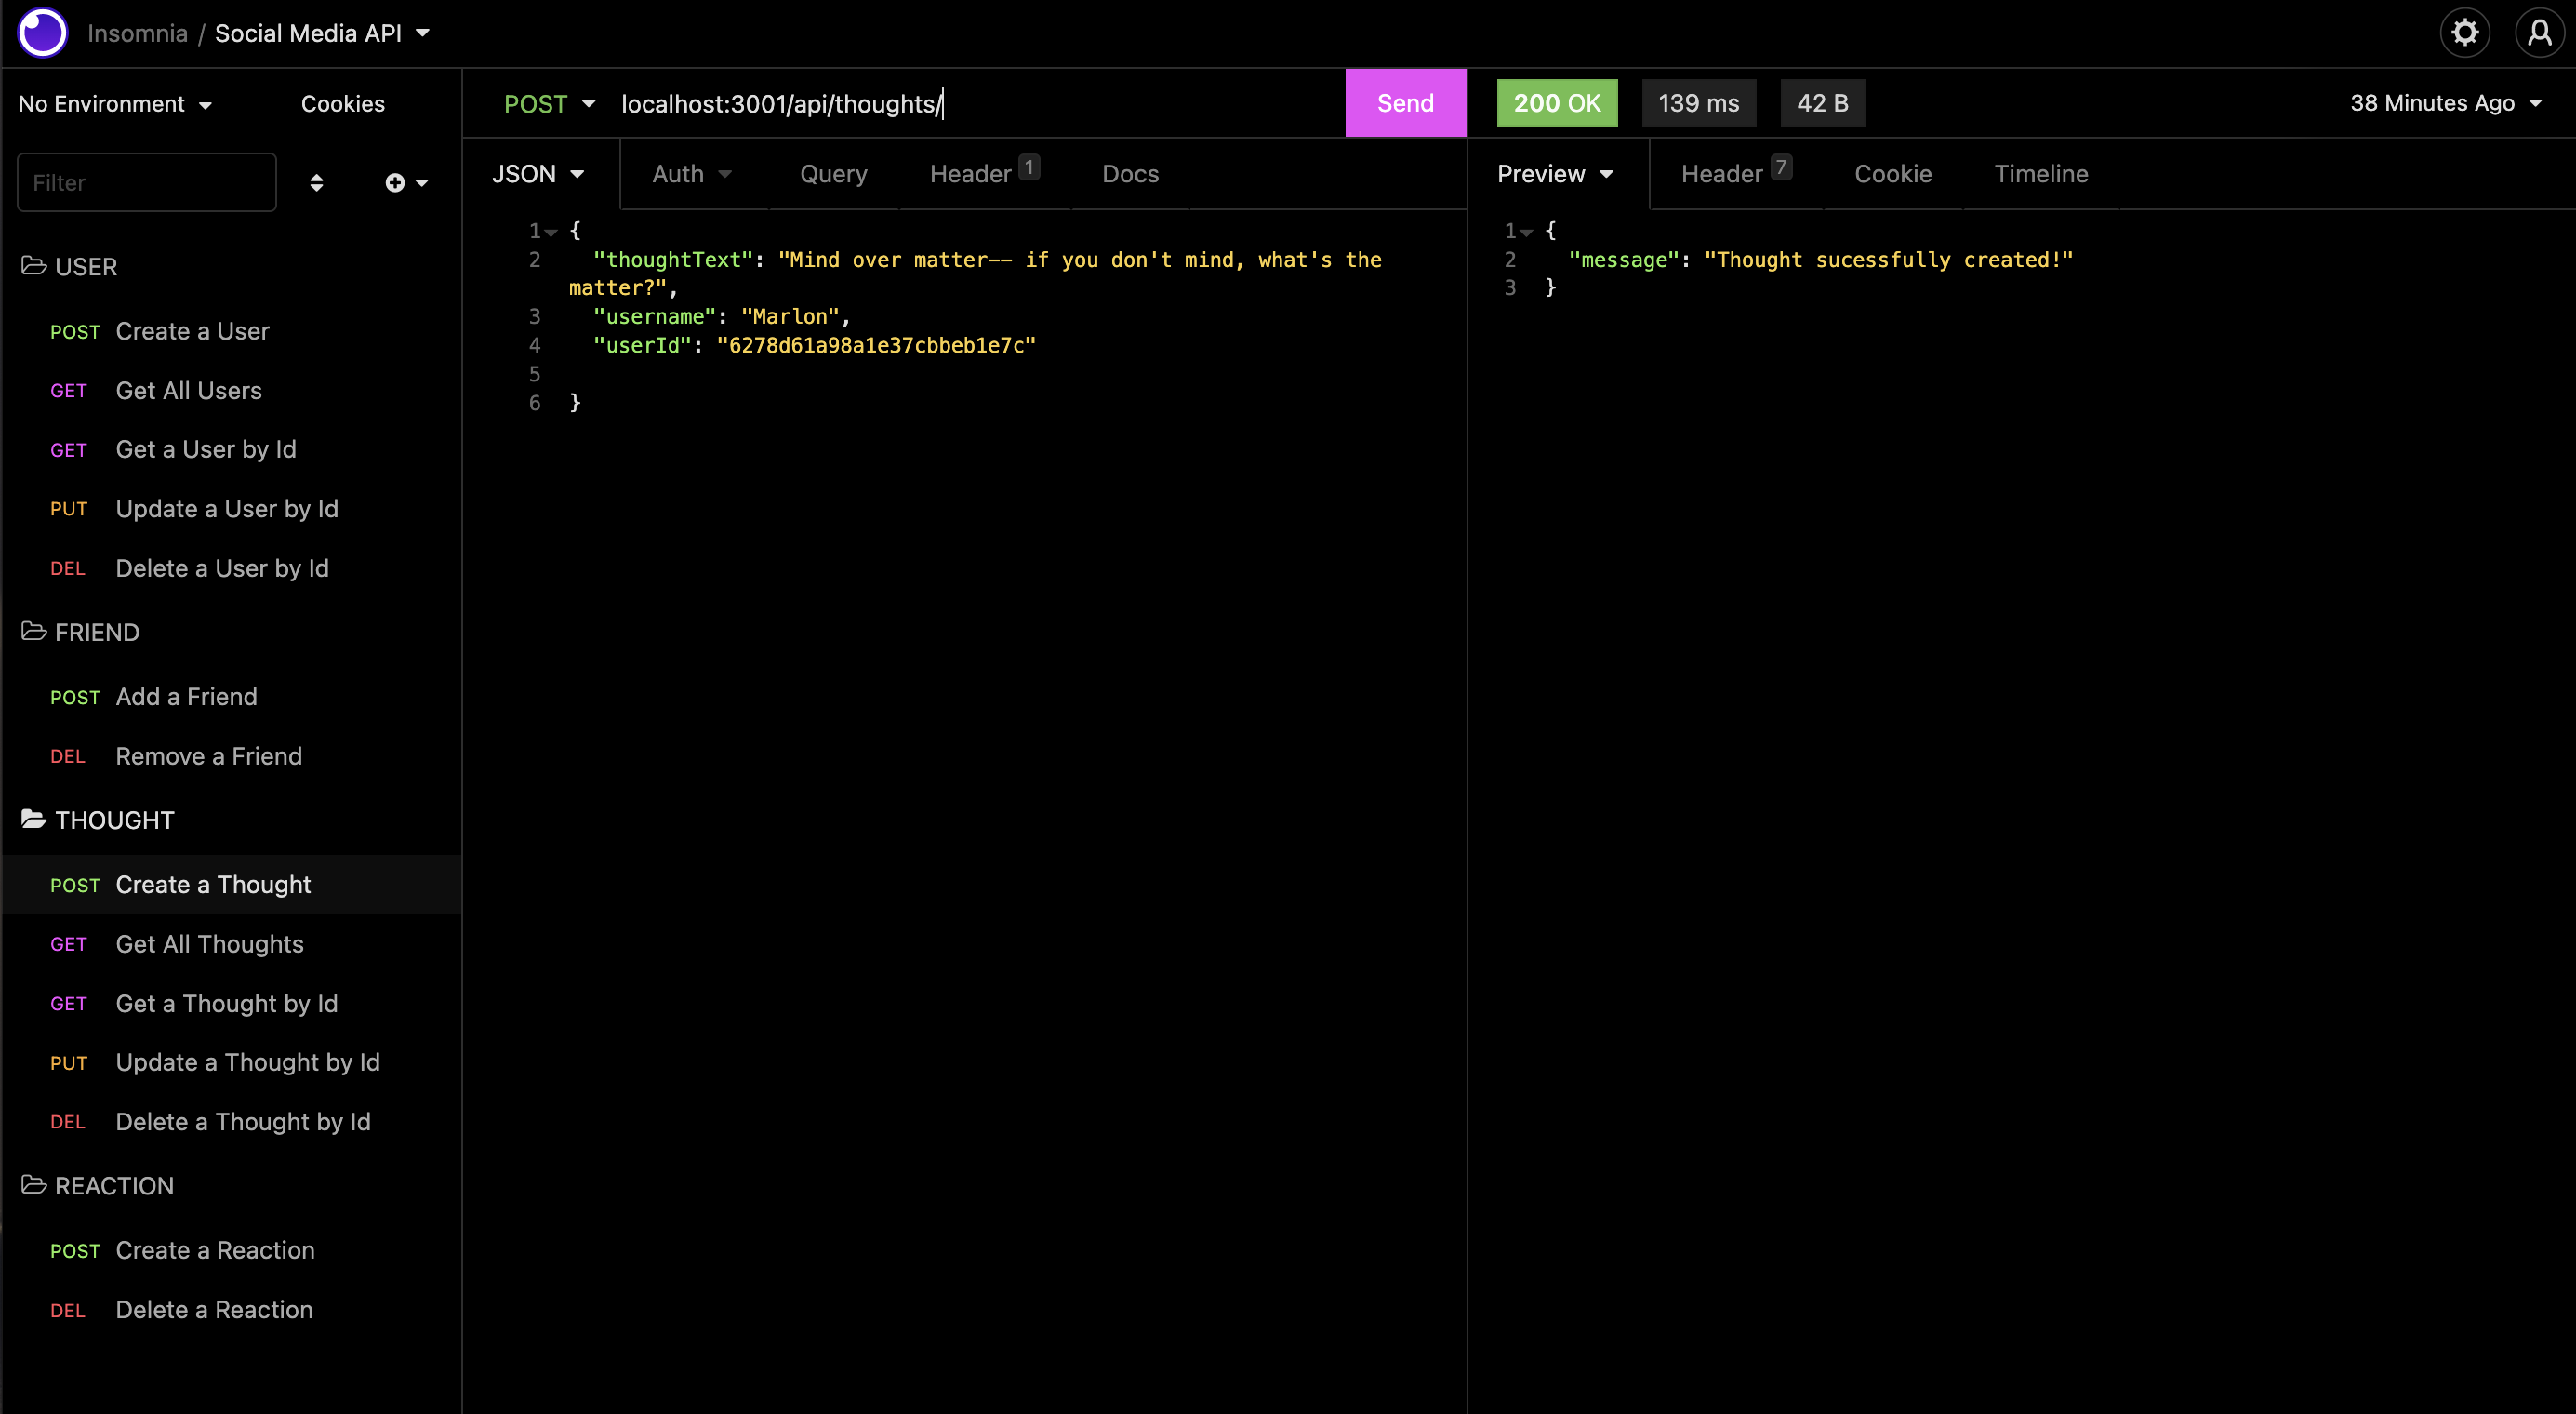 Insomnia / Social Media API
No Environment
Cookies
Filter
USER
POST Create a User
GET Get All Users
GET Get a User by Id
PUT Update a User by Id
DEL Delete a User by Id
FRIEND
POST Add a Friend
DEL Remove a Friend
THOUGHT
POST Create a Thought
GET Get All Thoughts
GET Get a Thought by Id
PUT Update a Thought by Id
DEL Delete a Thought by Id
REACTION
POST Create a Reaction
DEL Delete a Reaction
POST localhost:3001/api/thoughts/ Send
JSON Auth Query Header 1 Docs
1 {
2 "thoughtText": "Mind over matter-- if you don't mind, what's the
matter?",
3 "username": "Marlon",
4 "userId": "6278d61a98a1e37cbbeb1e7c"
5
6 }
200 OK 139 ms 42 B 38 Minutes Ago
Preview Header 7 Cookie Timeline
1 {
2 "message": "Thought sucessfully created!"
3 }